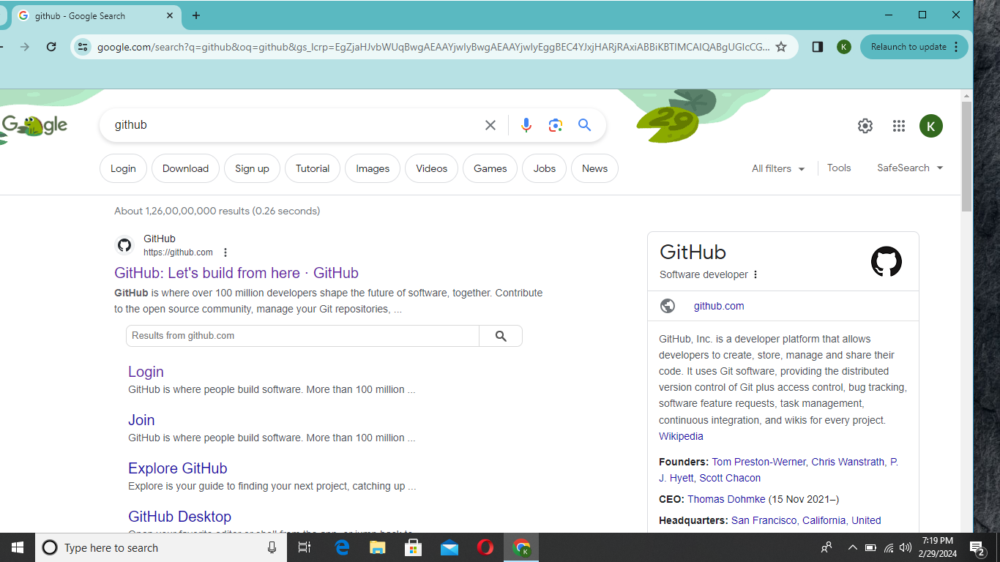 github - Google Search
google.com/search?q=github&oq=github&gs_lcrp=EgZjaHJvbWUqBwgAEAAYjwIyBwgAEAAYjwIyEggBEC4YJxjHARjRAxiABBiKBTIMCAIQABgUGIcCG...
K
Relaunch to update
Google
github
29
K
Login
Download
Sign up
Tutorial
Images
Videos
Games
Jobs
News
All filters
Tools
SafeSearch
About 1,26,00,00,000 results (0.26 seconds)
GitHub
https://github.com
GitHub: Let's build from here · GitHub
GitHub is where over 100 million developers shape the future of software, together. Contribute
to the open source community, manage your Git repositories, ...
Results from github.com
Login
GitHub is where people build software. More than 100 million ...
Join
GitHub is where people build software. More than 100 million ...
Explore GitHub
Explore is your guide to finding your next project, catching up ...
GitHub Desktop
GitHub
Software developer
github.com
GitHub, Inc. is a developer platform that allows
developers to create, store, manage and share their
code. It uses Git software, providing the distributed
version control of Git plus access control, bug tracking,
software feature requests, task management,
continuous integration, and wikis for every project.
Wikipedia
Founders: Tom Preston-Werner, Chris Wanstrath, P.
J. Hyett, Scott Chacon
CEO: Thomas Dohmke (15 Nov 2021–)
Headquarters: San Francisco, California, United
Type here to search
K
7:19 PM
2/29/2024
2